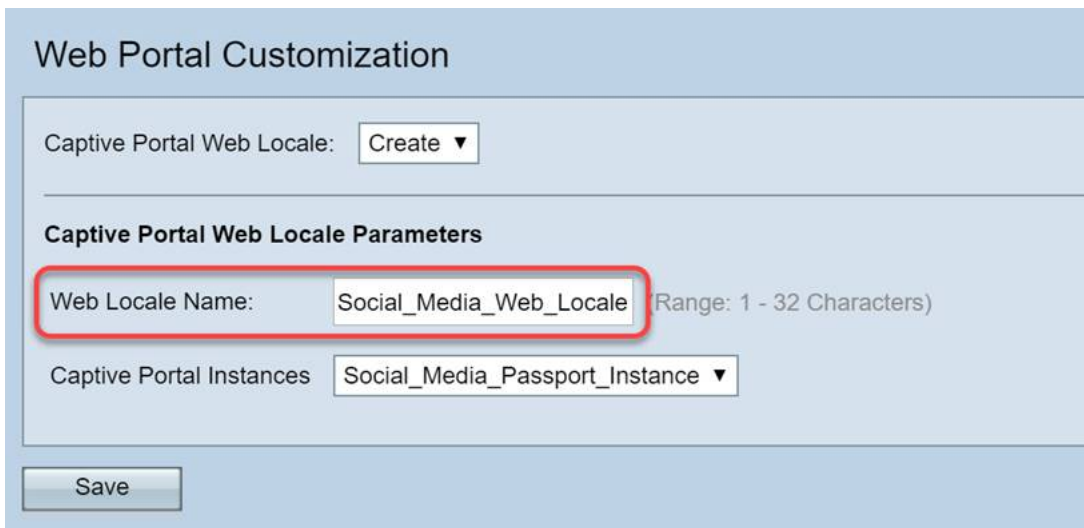 Web Portal Customization
Captive Portal Web Locale: Create
Captive Portal Web Locale Parameters
Web Locale Name: Social_Media_Web_Locale (Range: 1 - 32 Characters)
Captive Portal Instances Social_Media_Passport_Instance
Save